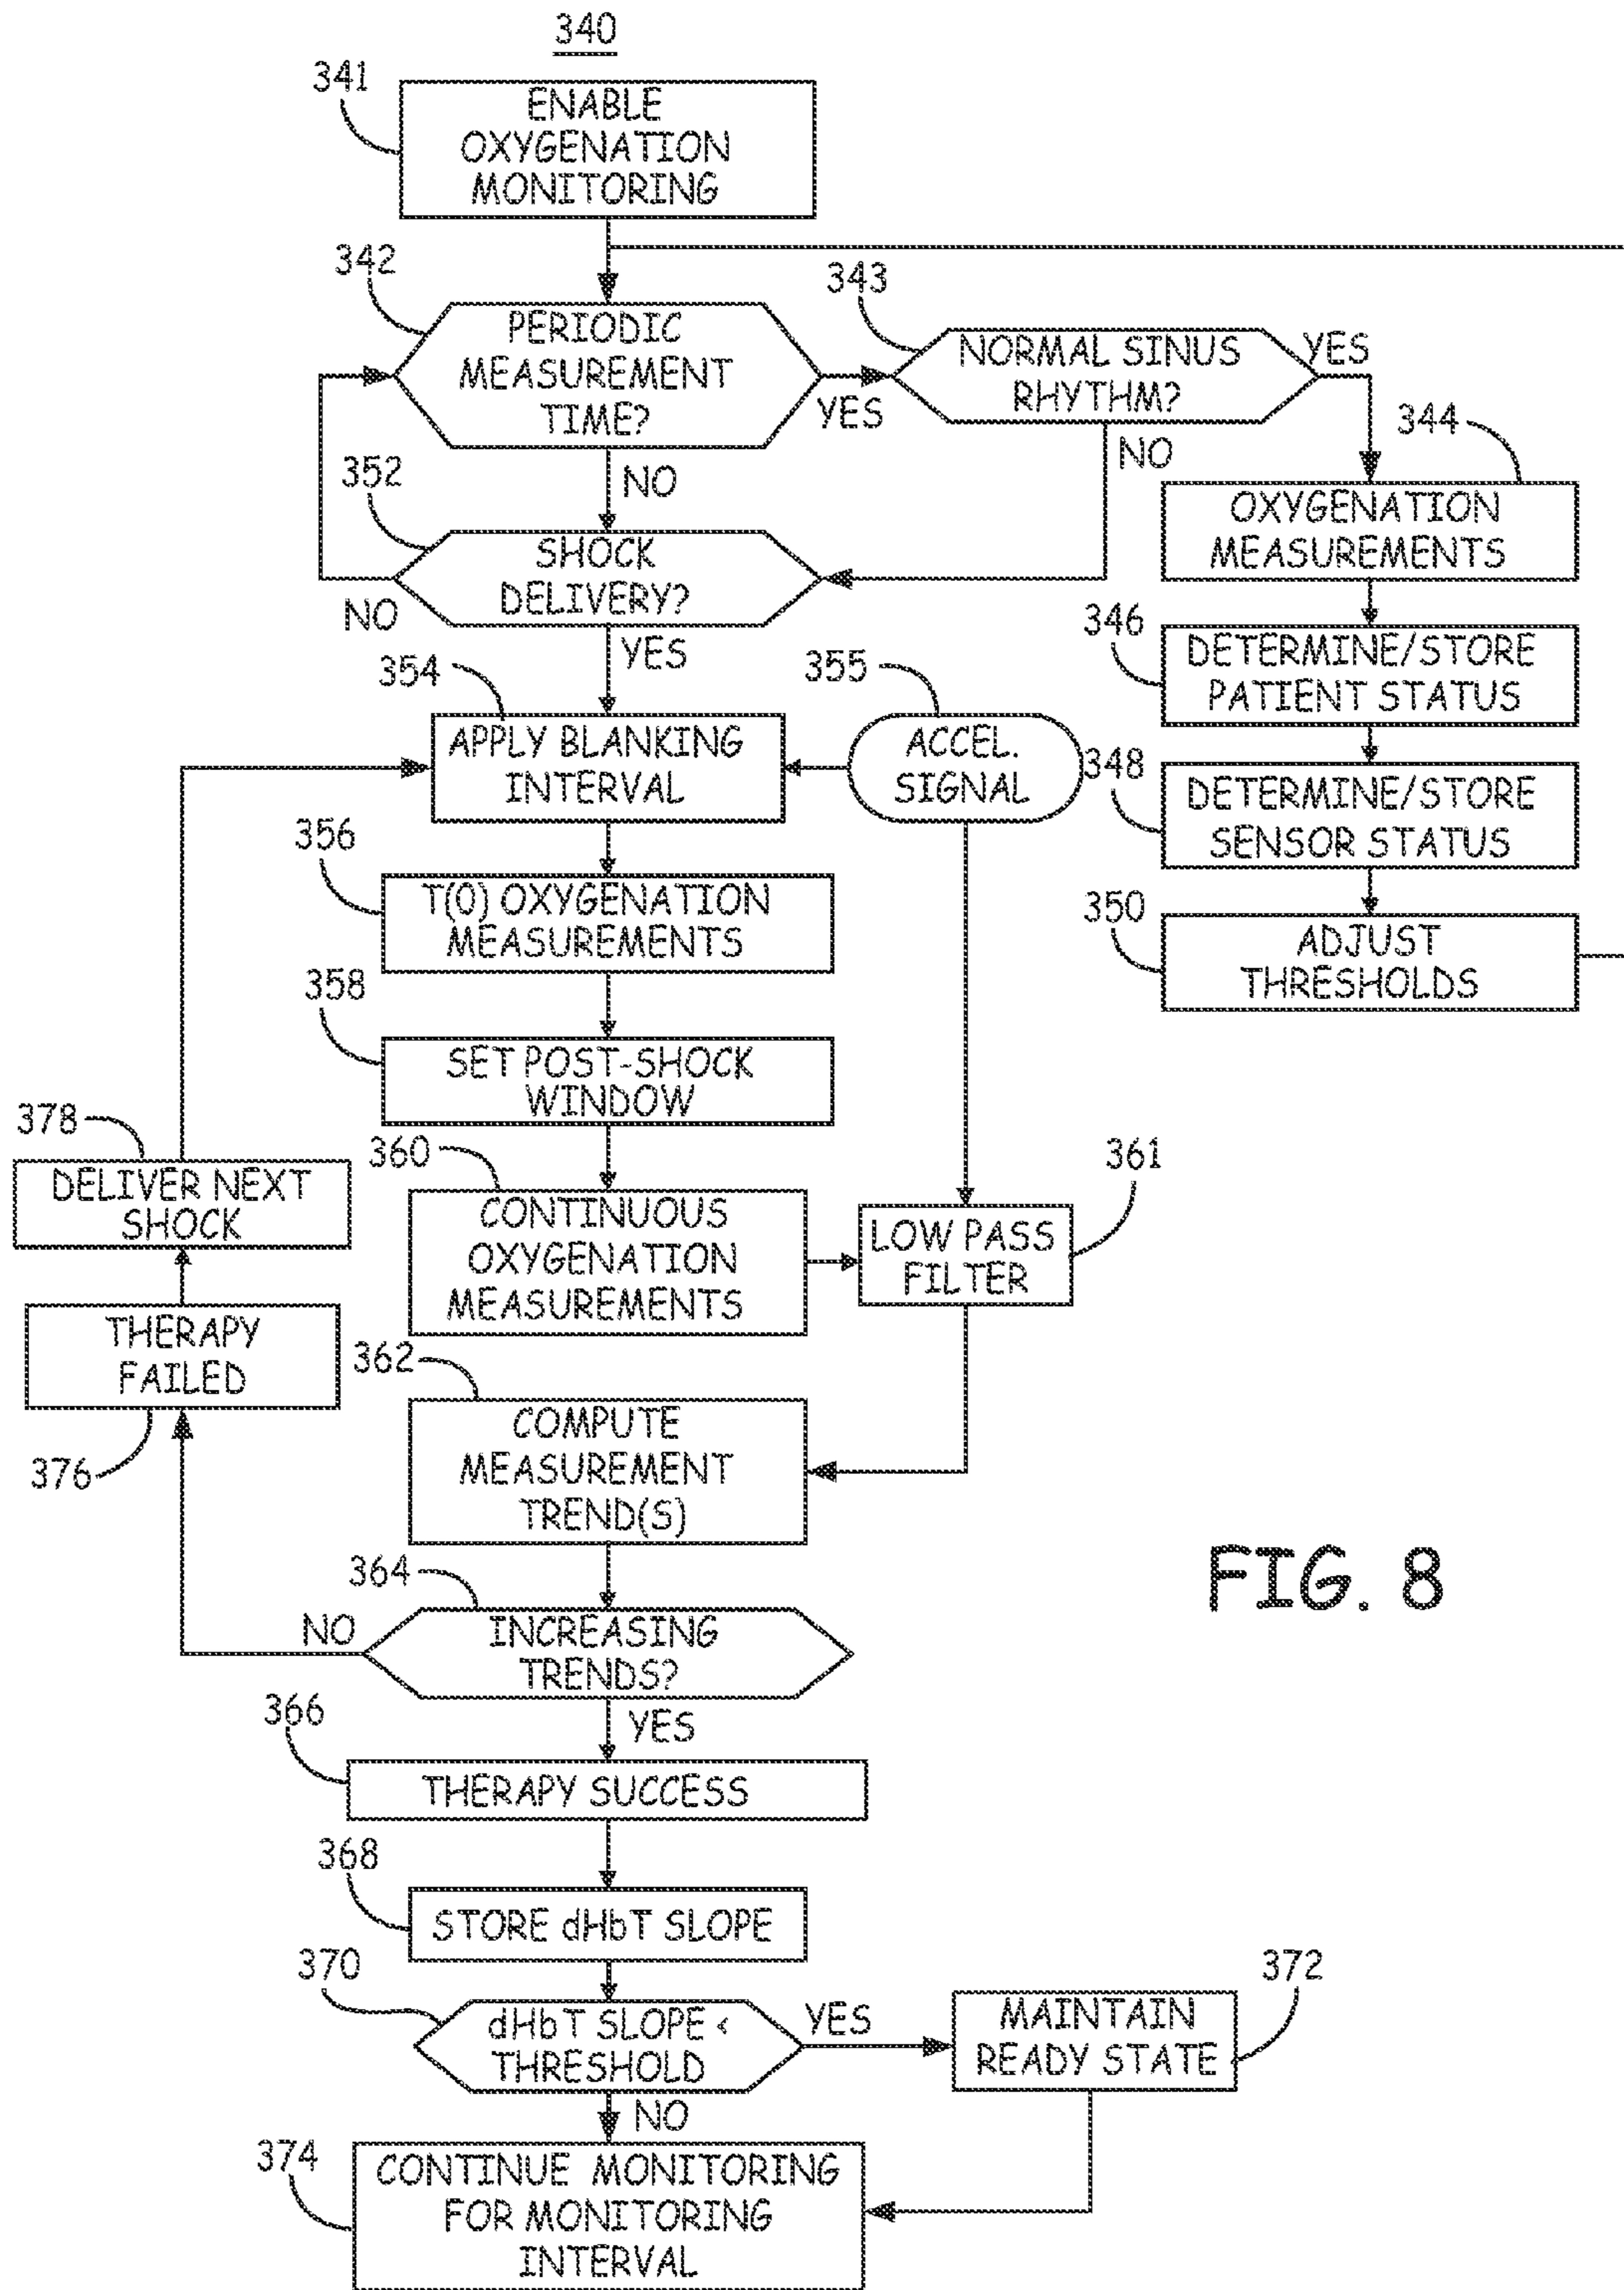 340
341
ENABLE
OXYGENATION
MONITORING
342
PERIODIC
MEASUREMENT
TIME?
YES
NO
343
NORMAL SINUS
RHYTHM?
YES
NO
344
OXYGENATION
MEASUREMENTS
346
DETERMINE/STORE
PATIENT STATUS
348
DETERMINE/STORE
SENSOR STATUS
350
ADJUST
THRESHOLDS
352
SHOCK
DELIVERY?
NO
YES
354
APPLY BLANKING
INTERVAL
355
ACCEL.
SIGNAL
356
T(0) OXYGENATION
MEASUREMENTS
358
SET POST-SHOCK
WINDOW
360
CONTINUOUS
OXYGENATION
MEASUREMENTS
361
LOW PASS
FILTER
362
COMPUTE
MEASUREMENT
TREND(S)
364
INCREASING
TRENDS?
NO
YES
378
DELIVER NEXT
SHOCK
THERAPY
FAILED
376
366
THERAPY SUCCESS
368
STORE dHbT SLOPE
370
dHbT SLOPE <
THRESHOLD
YES
NO
372
MAINTAIN
READY STATE
374
CONTINUE MONITORING
FOR MONITORING
INTERVAL
FIG. 8